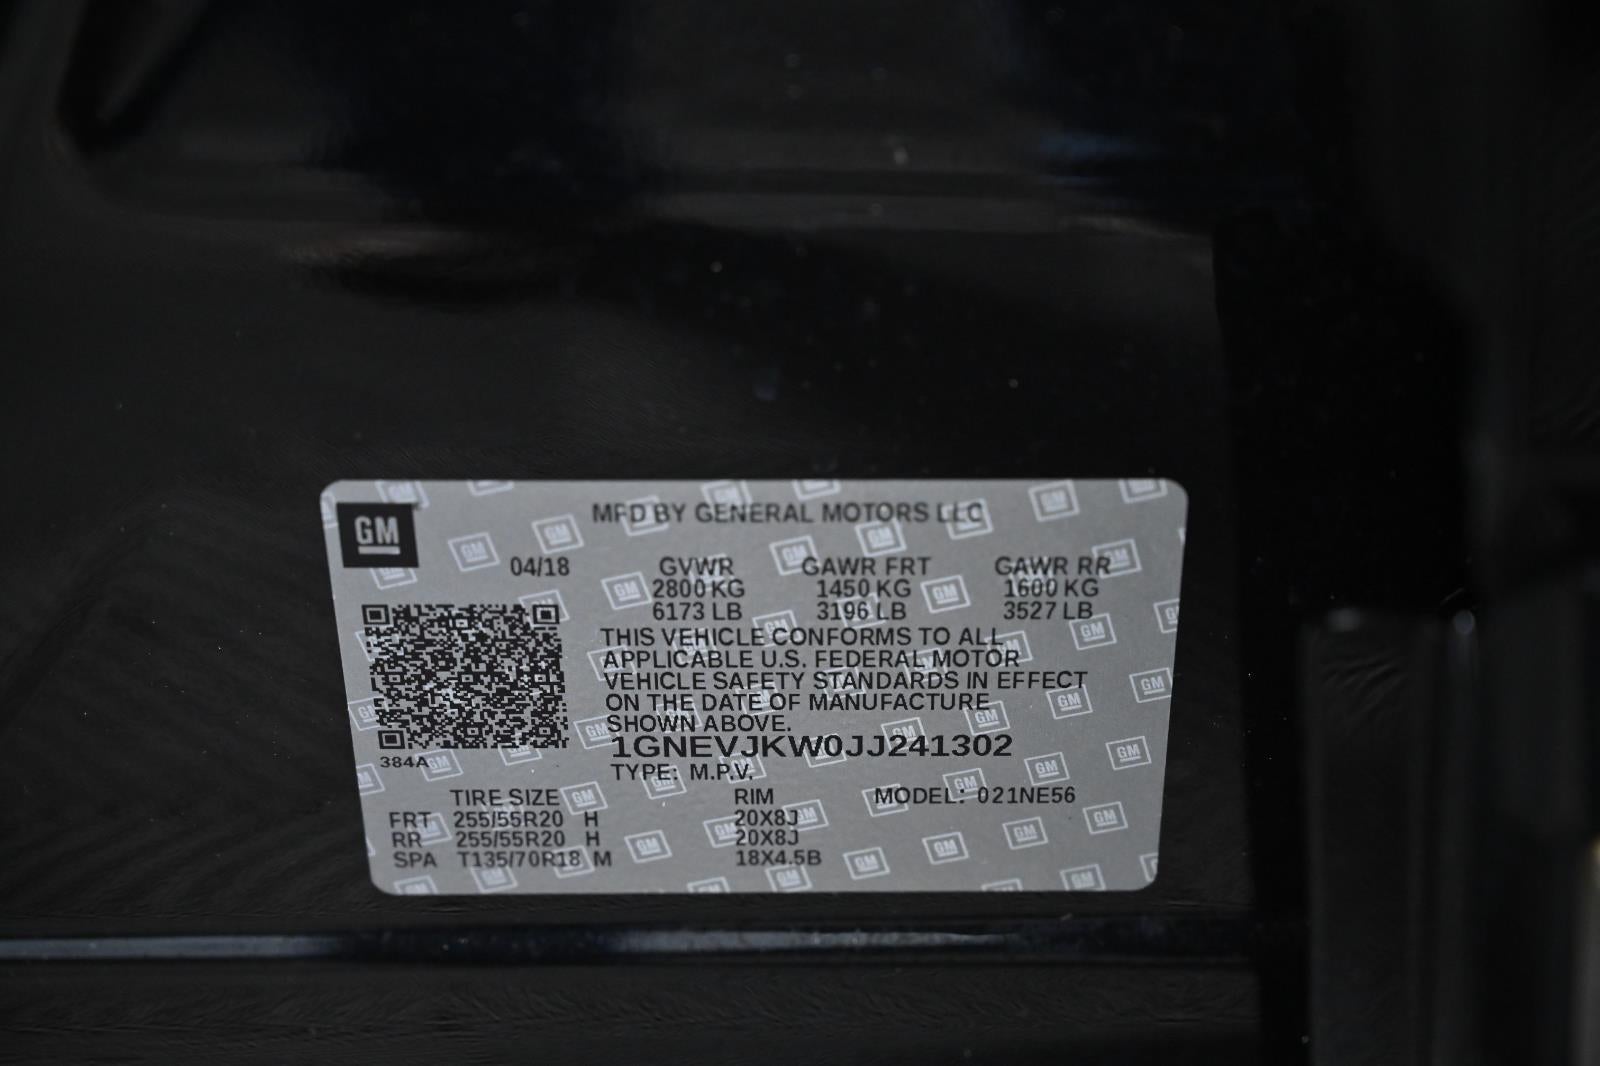 GM
MFD BY GENERAL MOTORS LLC
04/18 GVWR GAWR FRT GAWR RR
2800 KG 1450 KG 1600 KG
6173 LB 3196 LB 3527 LB
THIS VEHICLE CONFORMS TO ALL
APPLICABLE U.S. FEDERAL MOTOR
VEHICLE SAFETY STANDARDS IN EFFECT
ON THE DATE OF MANUFACTURE
SHOWN ABOVE.
1GNEVJKW0JJ241302
384A
TYPE: M.P.V.
TIRE SIZE RIM MODEL: 021NE56
FRT 255/55R20 H 20X8J
RR 255/55R20 H 20X8J
SPA T135/70R18 M 18X4.5B